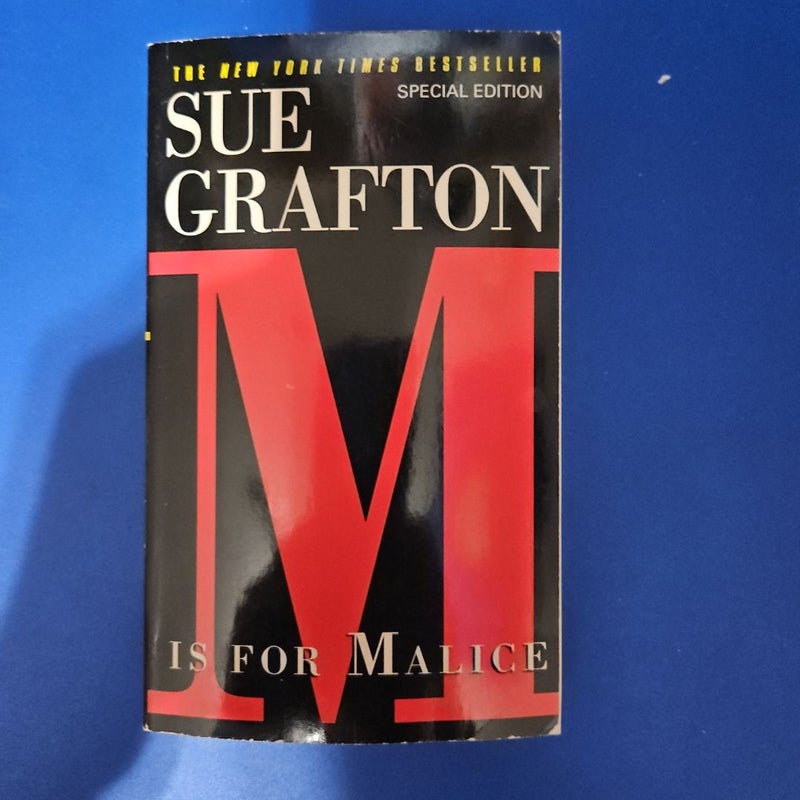 THE NEW YORK TIMES BESTSELLER
SPECIAL EDITION
SUE
GRAFTON
M
IS FOR MALICE